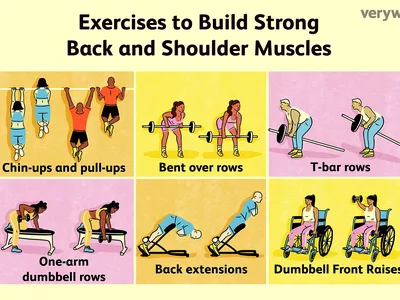 veryw
Exercises to Build Strong
Back and Shoulder Muscles
Chin-ups and pull-ups
Bent over rows
T-bar rows
One-arm
dumbbell rows
Back extensions
Dumbbell Front Raises